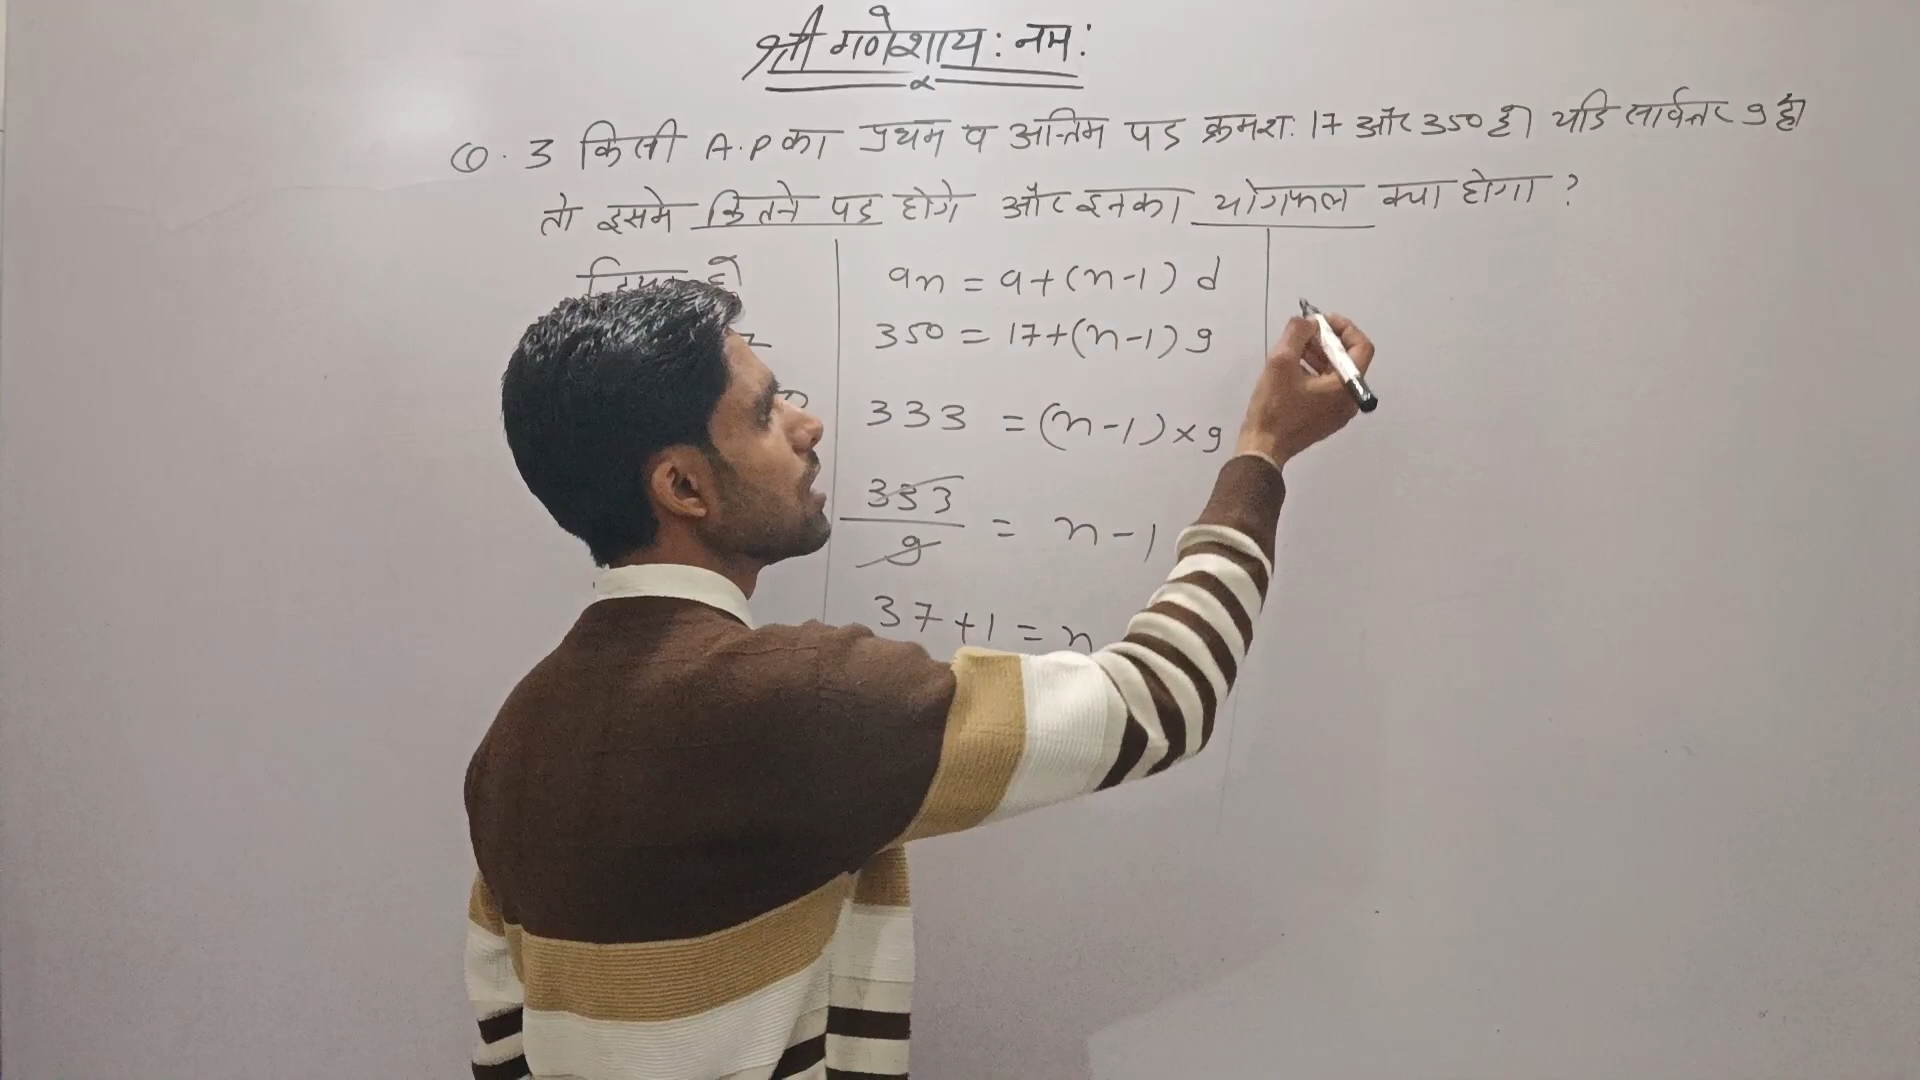 श्री गणेशाय: नम:
Q. 3 किसी A.P का प्रथम व अन्तिम पद क्रमश: 17 और 350 है। यदि सार्वन्तर 9 है।
तो इसमे कितने पद होगे और इनका योगफल क्या होगा ?
an = a+(n-1) d
350 = 17+(n-1) 9
333 = (n-1)×9
333/9 = n-1
37+1 = n